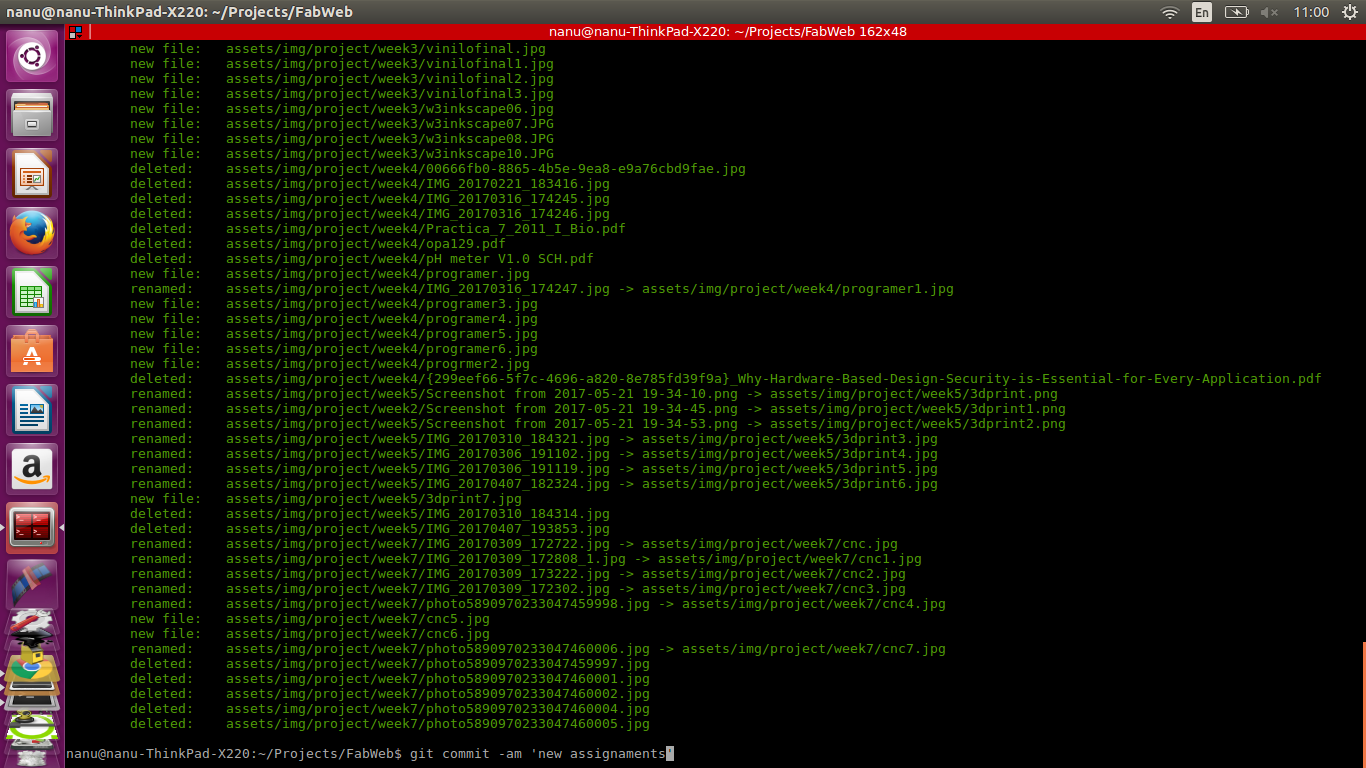 nanu@nanu-ThinkPad-X220: ~/Projects/FabWeb
En
11:00
nanu@nanu-ThinkPad-X220: ~/Projects/FabWeb 162x48
new file:   assets/img/project/week3/vinilofinal.jpg
new file:   assets/img/project/week3/vinilofinal1.jpg
new file:   assets/img/project/week3/vinilofinal2.jpg
new file:   assets/img/project/week3/vinilofinal3.jpg
new file:   assets/img/project/week3/w3inkscape06.jpg
new file:   assets/img/project/week3/w3inkscape07.JPG
new file:   assets/img/project/week3/w3inkscape08.JPG
new file:   assets/img/project/week3/w3inkscape10.JPG
deleted:    assets/img/project/week4/00666fb0-8865-4b5e-9ea8-e9a76cbd9fae.jpg
deleted:    assets/img/project/week4/IMG_20170221_183416.jpg
deleted:    assets/img/project/week4/IMG_20170316_174245.jpg
deleted:    assets/img/project/week4/IMG_20170316_174246.jpg
deleted:    assets/img/project/week4/Practica_7_2011_I_Bio.pdf
deleted:    assets/img/project/week4/opa129.pdf
deleted:    assets/img/project/week4/pH meter V1.0 SCH.pdf
new file:   assets/img/project/week4/programer.jpg
renamed:    assets/img/project/week4/IMG_20170316_174247.jpg -> assets/img/project/week4/programer1.jpg
new file:   assets/img/project/week4/programer3.jpg
new file:   assets/img/project/week4/programer4.jpg
new file:   assets/img/project/week4/programer5.jpg
new file:   assets/img/project/week4/programer6.jpg
new file:   assets/img/project/week4/progrmer2.jpg
deleted:    assets/img/project/week4/{299eef66-5f7c-4696-a820-8e785fd39f9a}_Why-Hardware-Based-Design-Security-is-Essential-for-Every-Application.pdf
renamed:    assets/img/project/week5/Screenshot from 2017-05-21 19-34-10.png -> assets/img/project/week5/3dprint.png
renamed:    assets/img/project/week2/Screenshot from 2017-05-21 19-34-45.png -> assets/img/project/week5/3dprint1.png
renamed:    assets/img/project/week5/Screenshot from 2017-05-21 19-34-53.png -> assets/img/project/week5/3dprint2.png
renamed:    assets/img/project/week5/IMG_20170310_184321.jpg -> assets/img/project/week5/3dprint3.jpg
renamed:    assets/img/project/week5/IMG_20170306_191102.jpg -> assets/img/project/week5/3dprint4.jpg
renamed:    assets/img/project/week5/IMG_20170306_191119.jpg -> assets/img/project/week5/3dprint5.jpg
renamed:    assets/img/project/week5/IMG_20170407_182324.jpg -> assets/img/project/week5/3dprint6.jpg
new file:   assets/img/project/week5/3dprint7.jpg
deleted:    assets/img/project/week5/IMG_20170310_184314.jpg
deleted:    assets/img/project/week5/IMG_20170407_193853.jpg
renamed:    assets/img/project/week7/IMG_20170309_172722.jpg -> assets/img/project/week7/cnc.jpg
renamed:    assets/img/project/week7/IMG_20170309_172808_1.jpg -> assets/img/project/week7/cnc1.jpg
renamed:    assets/img/project/week7/IMG_20170309_173222.jpg -> assets/img/project/week7/cnc2.jpg
renamed:    assets/img/project/week7/IMG_20170309_172302.jpg -> assets/img/project/week7/cnc3.jpg
renamed:    assets/img/project/week7/photo5890970233047459998.jpg -> assets/img/project/week7/cnc4.jpg
new file:   assets/img/project/week7/cnc5.jpg
new file:   assets/img/project/week7/cnc6.jpg
renamed:    assets/img/project/week7/photo5890970233047460006.jpg -> assets/img/project/week7/cnc7.jpg
deleted:    assets/img/project/week7/photo5890970233047459997.jpg
deleted:    assets/img/project/week7/photo5890970233047460001.jpg
deleted:    assets/img/project/week7/photo5890970233047460002.jpg
deleted:    assets/img/project/week7/photo5890970233047460004.jpg
deleted:    assets/img/project/week7/photo5890970233047460005.jpg
nanu@nanu-ThinkPad-X220:~/Projects/FabWeb$ git commit -am 'new assignaments'